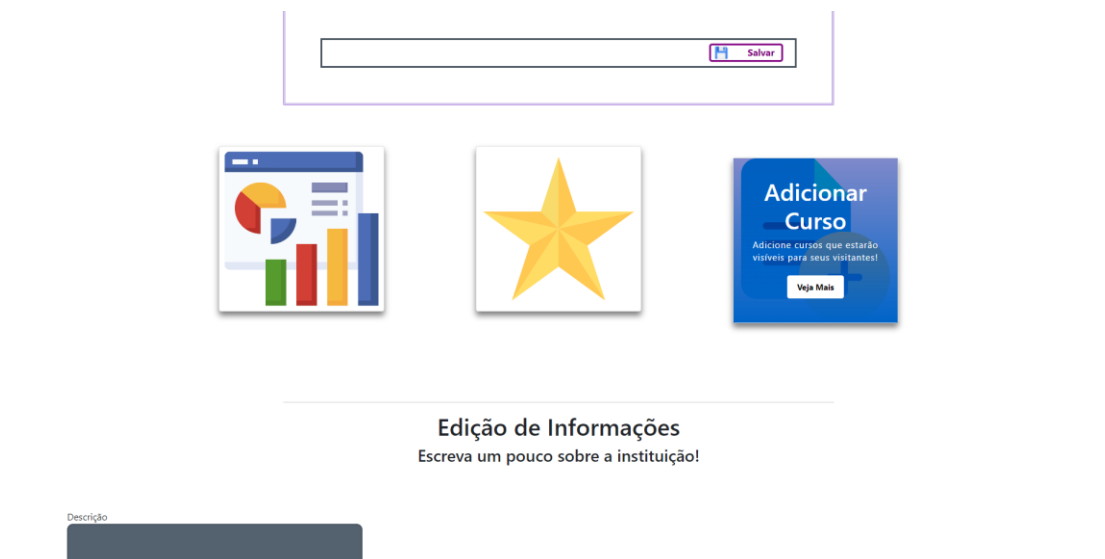 Salvar
Adicionar
Curso
Adicione cursos que estarão
visíveis para seus visitantes!
Veja Mais
Edição de Informações
Escreva um pouco sobre a instituição!
Descrição